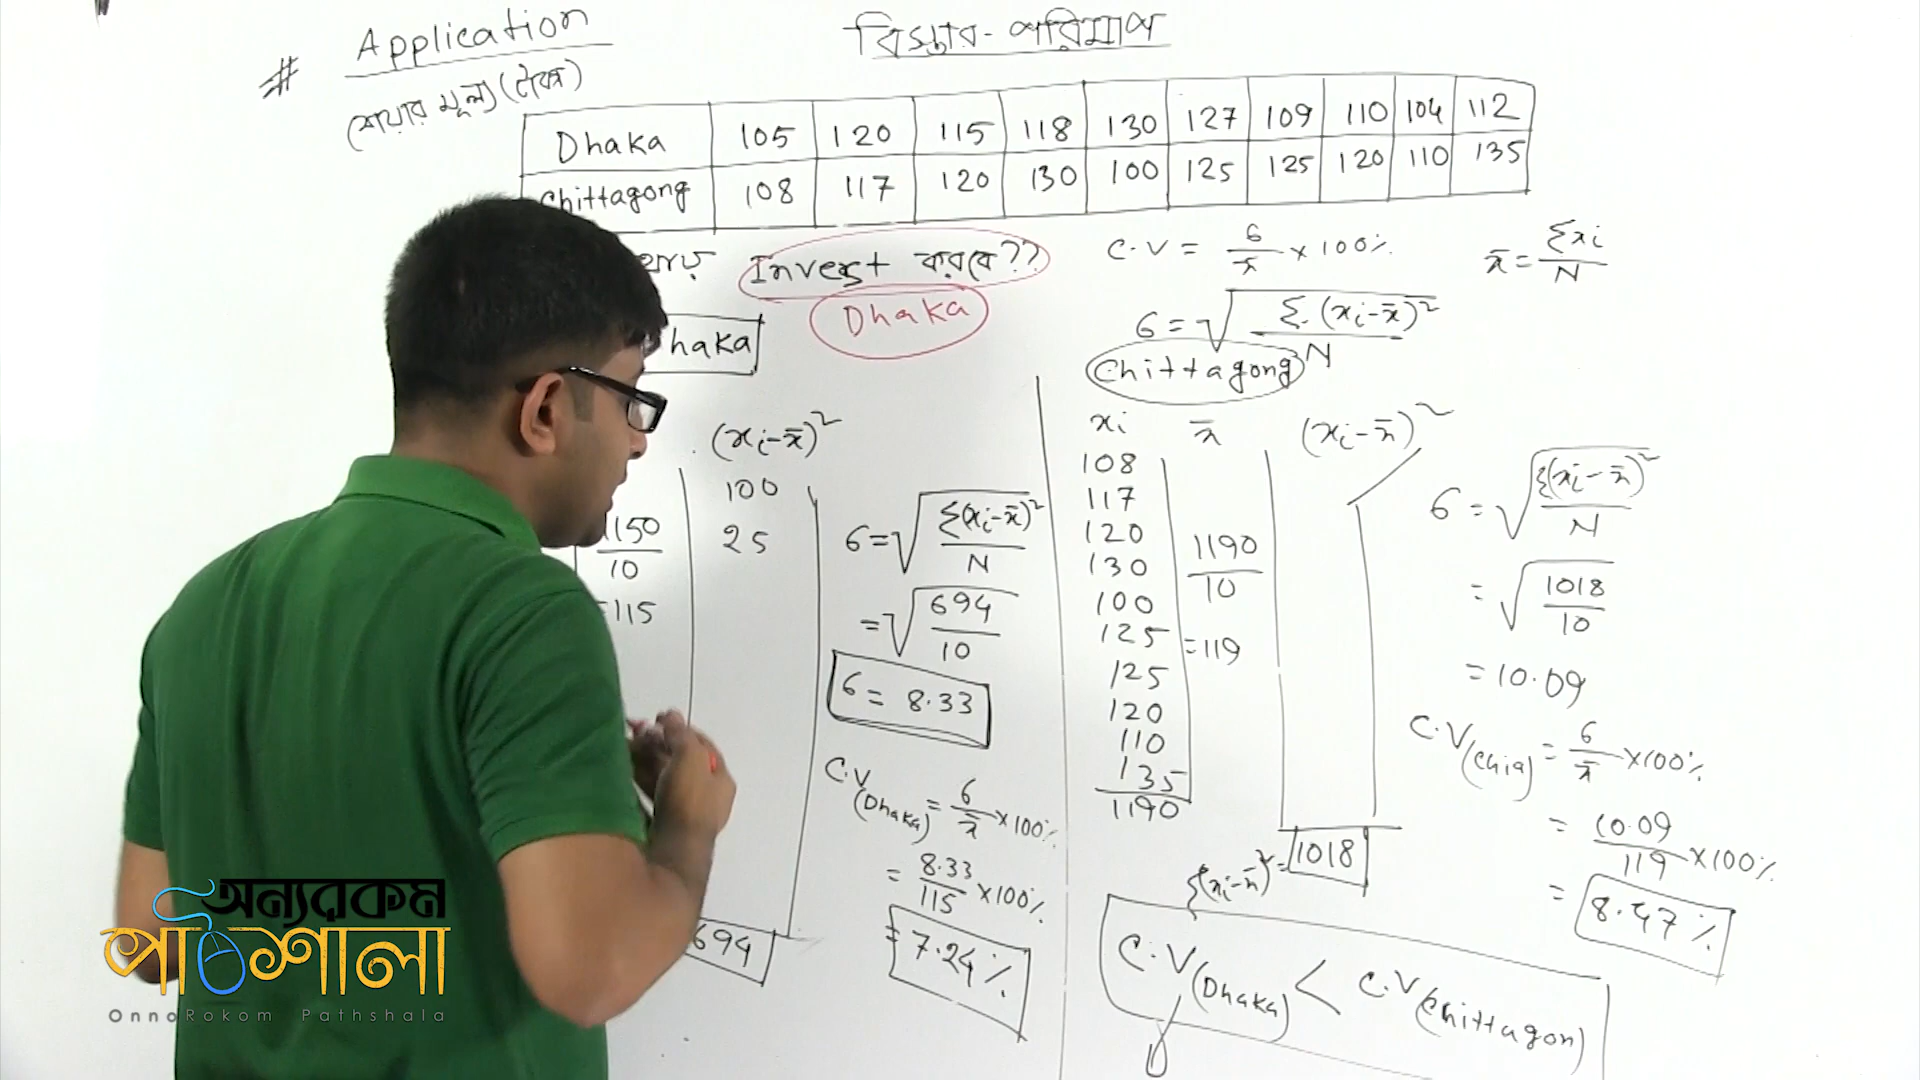 # Application
বিস্তার-পরিমাপ
শেয়ার মূল্য (টাকা)
Dhaka 105 120 115 118 130 127 109 110 104 112
Chittagong 108 117 120 130 100 125 125 120 110 135
Invest করবে??
Dhaka
C.V = σ/x̄ × 100%
x̄ = Σxi/N
σ = √(Σ(xi-x̄)²/N)
haka
Chittagong
(xi-x̄)²
100
25
1150/10
=115
694
σ = √(Σ(xi-x̄)²/N)
= √(694/10)
σ = 8.33
C.V(Dhaka) = σ/x̄ × 100%
= 8.33/115 × 100%
= 7.24%
xi x̄ (xi-x̄)²
108
117
120
130
100
125
125
120
110
135
1190
1190/10
=119
Σ(xi-x̄)² = 1018
σ = √(Σ(xi-x̄)²/N)
= √(1018/10)
= 10.09
C.V(Chig) = σ/x̄ × 100%
= 10.09/119 × 100%
= 8.47%
C.V(Dhaka) < C.V(Chittagon)
অন্যরকম
পাঠশালা
OnnoRokom Pathshala